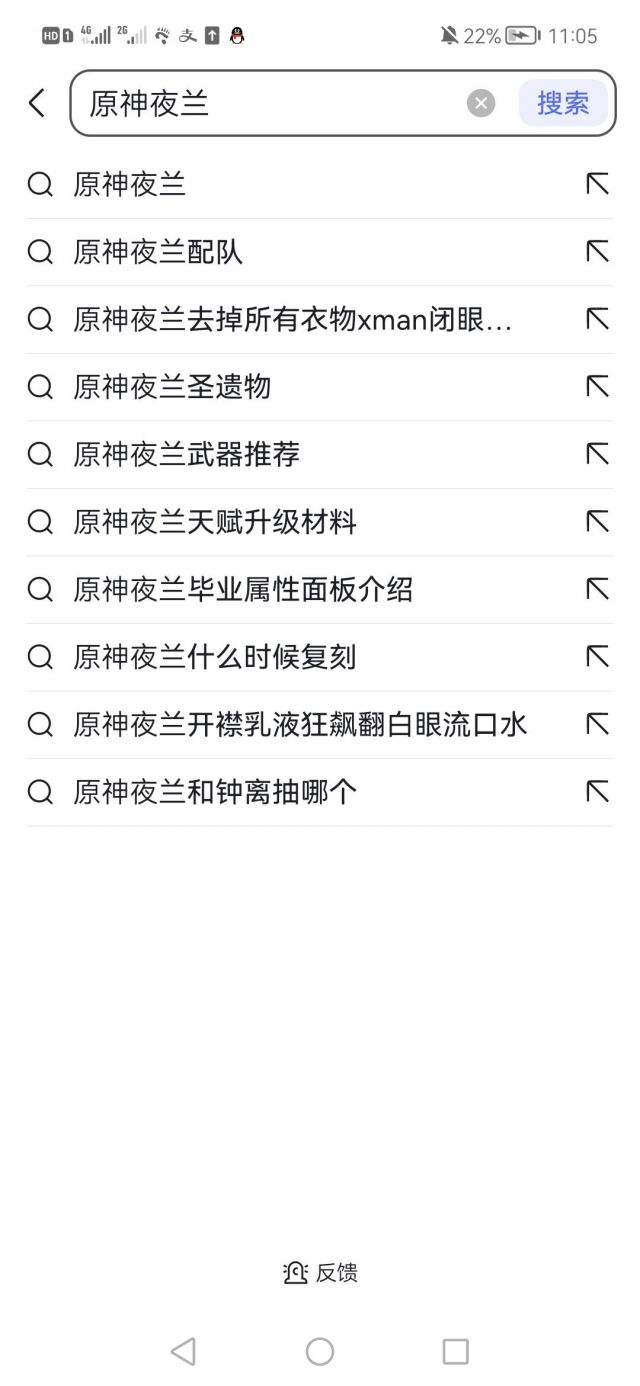 HD 1 4G 2G 支 22% 11:05
原神夜兰 搜索
原神夜兰
原神夜兰配队
原神夜兰去掉所有衣物xman闭眼...
原神夜兰圣遗物
原神夜兰武器推荐
原神夜兰天赋升级材料
原神夜兰毕业属性面板介绍
原神夜兰什么时候复刻
原神夜兰开襟乳液狂飙翻白眼流口水
原神夜兰和钟离抽哪个
反馈